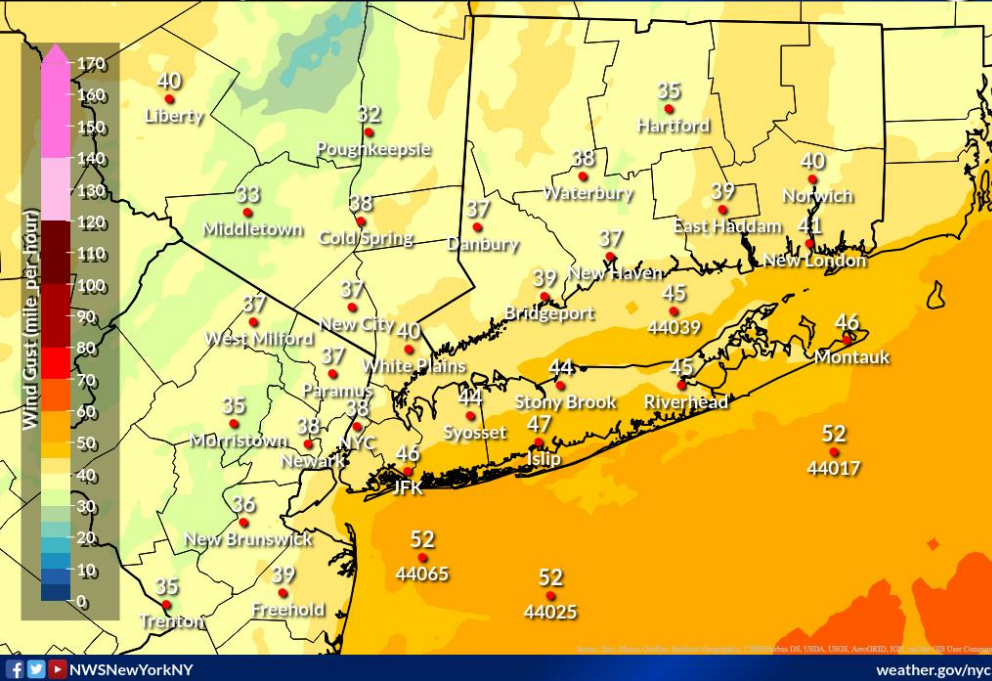 Wind Gust (mile_per_hour)
170
160
150
140
130
120
110
100
90
80
70
60
50
40
30
20
10
0
40
Liberty
32
Poughkeepsie
35
Hartford
33
Middletown
38
Cold Spring
37
Danbury
38
Waterbury
39
East Haddam
40
Norwich
41
New London
37
New Haven
39
Bridgeport
45
44039
37
West Milford
37
New City
40
White Plains
37
Paramus
46
Montauk
35
Morristown
38
Newark
38
NYC
44
Syosset
44
Stony Brook
45
Riverhead
47
Islip
46
JFK
52
44017
36
New Brunswick
52
44065
52
44025
35
Trenton
39
Freehold
NWSNewYorkNY
weather.gov/nyc